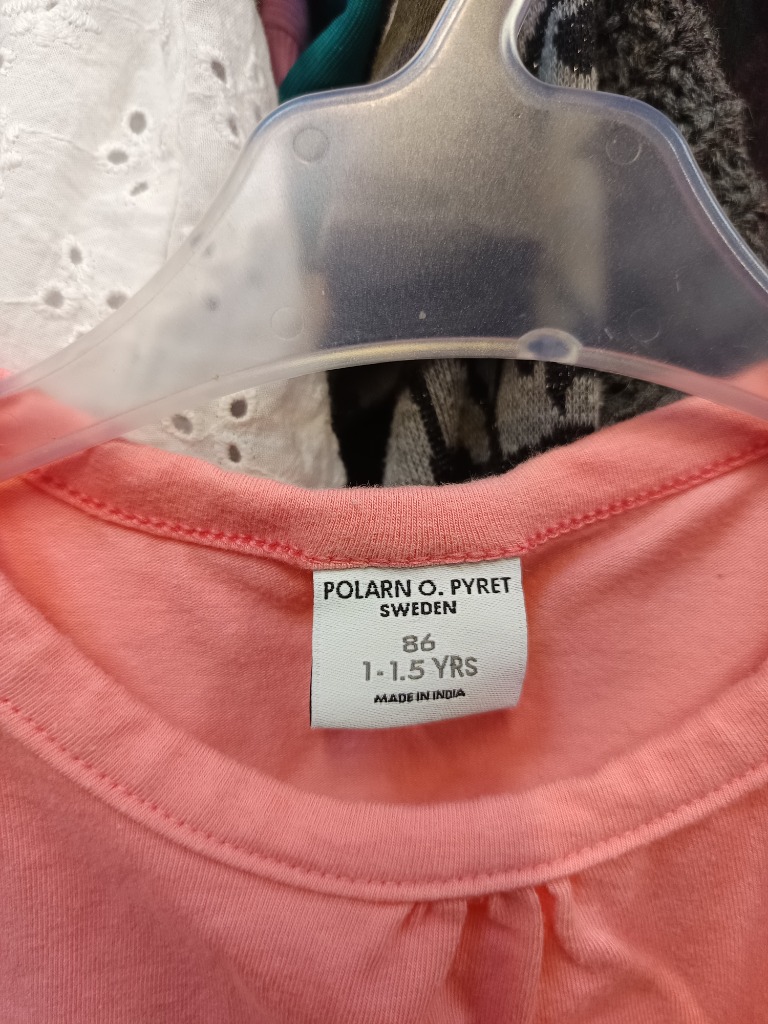 POLARN O. PYRET
SWEDEN
86
1-1.5 YRS
MADE IN INDIA